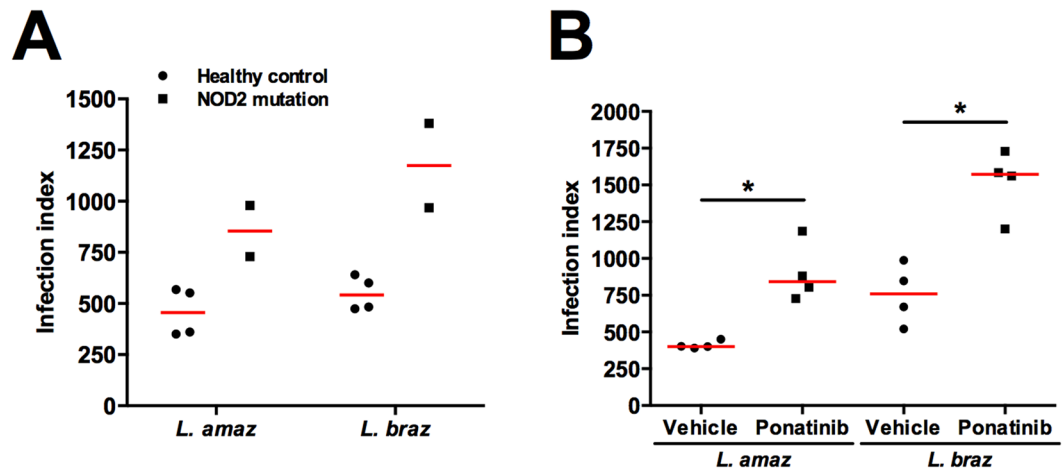 A
Healthy control
NOD2 mutation
Infection index
1500
1250
1000
750
500
250
0
L. amaz
L. braz
B
Infection index
2000
1750
1500
1250
1000
750
500
250
0
*
*
Vehicle Ponatinib Vehicle Ponatinib
L. amaz L. braz